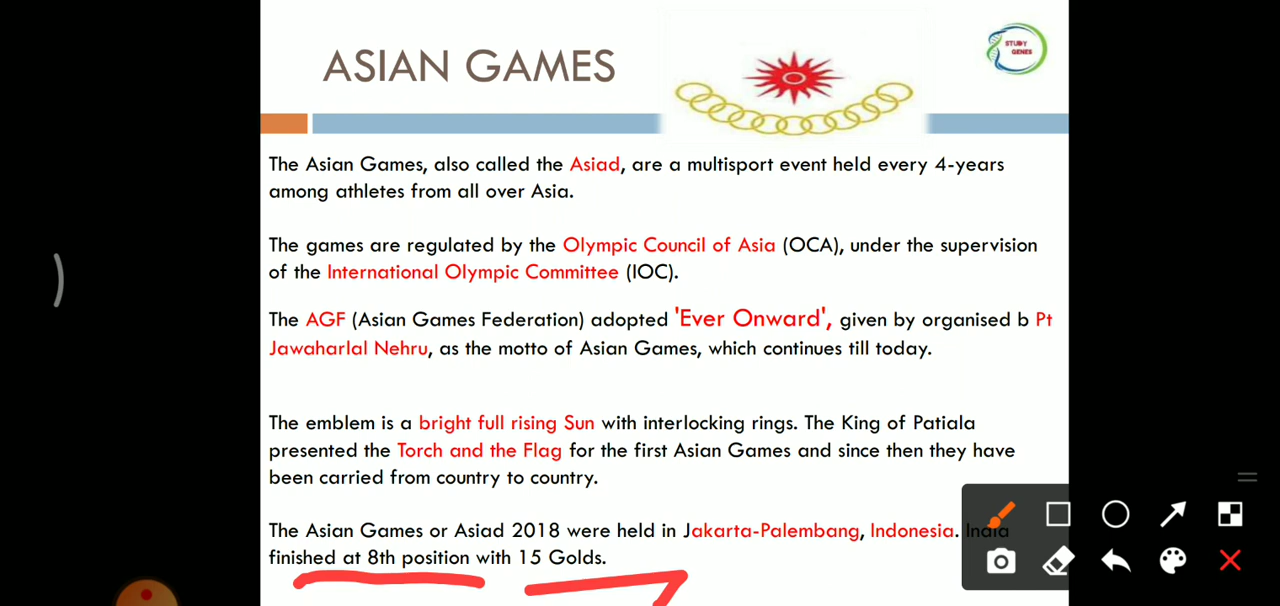 ASIAN GAMES
STUDY
GENES
The Asian Games, also called the Asiad, are a multisport event held every 4-years
among athletes from all over Asia.
The games are regulated by the Olympic Council of Asia (OCA), under the supervision
of the International Olympic Committee (IOC).
The AGF (Asian Games Federation) adopted 'Ever Onward', given by organised b Pt
Jawaharlal Nehru, as the motto of Asian Games, which continues till today.
The emblem is a bright full rising Sun with interlocking rings. The King of Patiala
presented the Torch and the Flag for the first Asian Games and since then they have
been carried from country to country.
The Asian Games or Asiad 2018 were held in Jakarta-Palembang, Indonesia. India
finished at 8th position with 15 Golds.